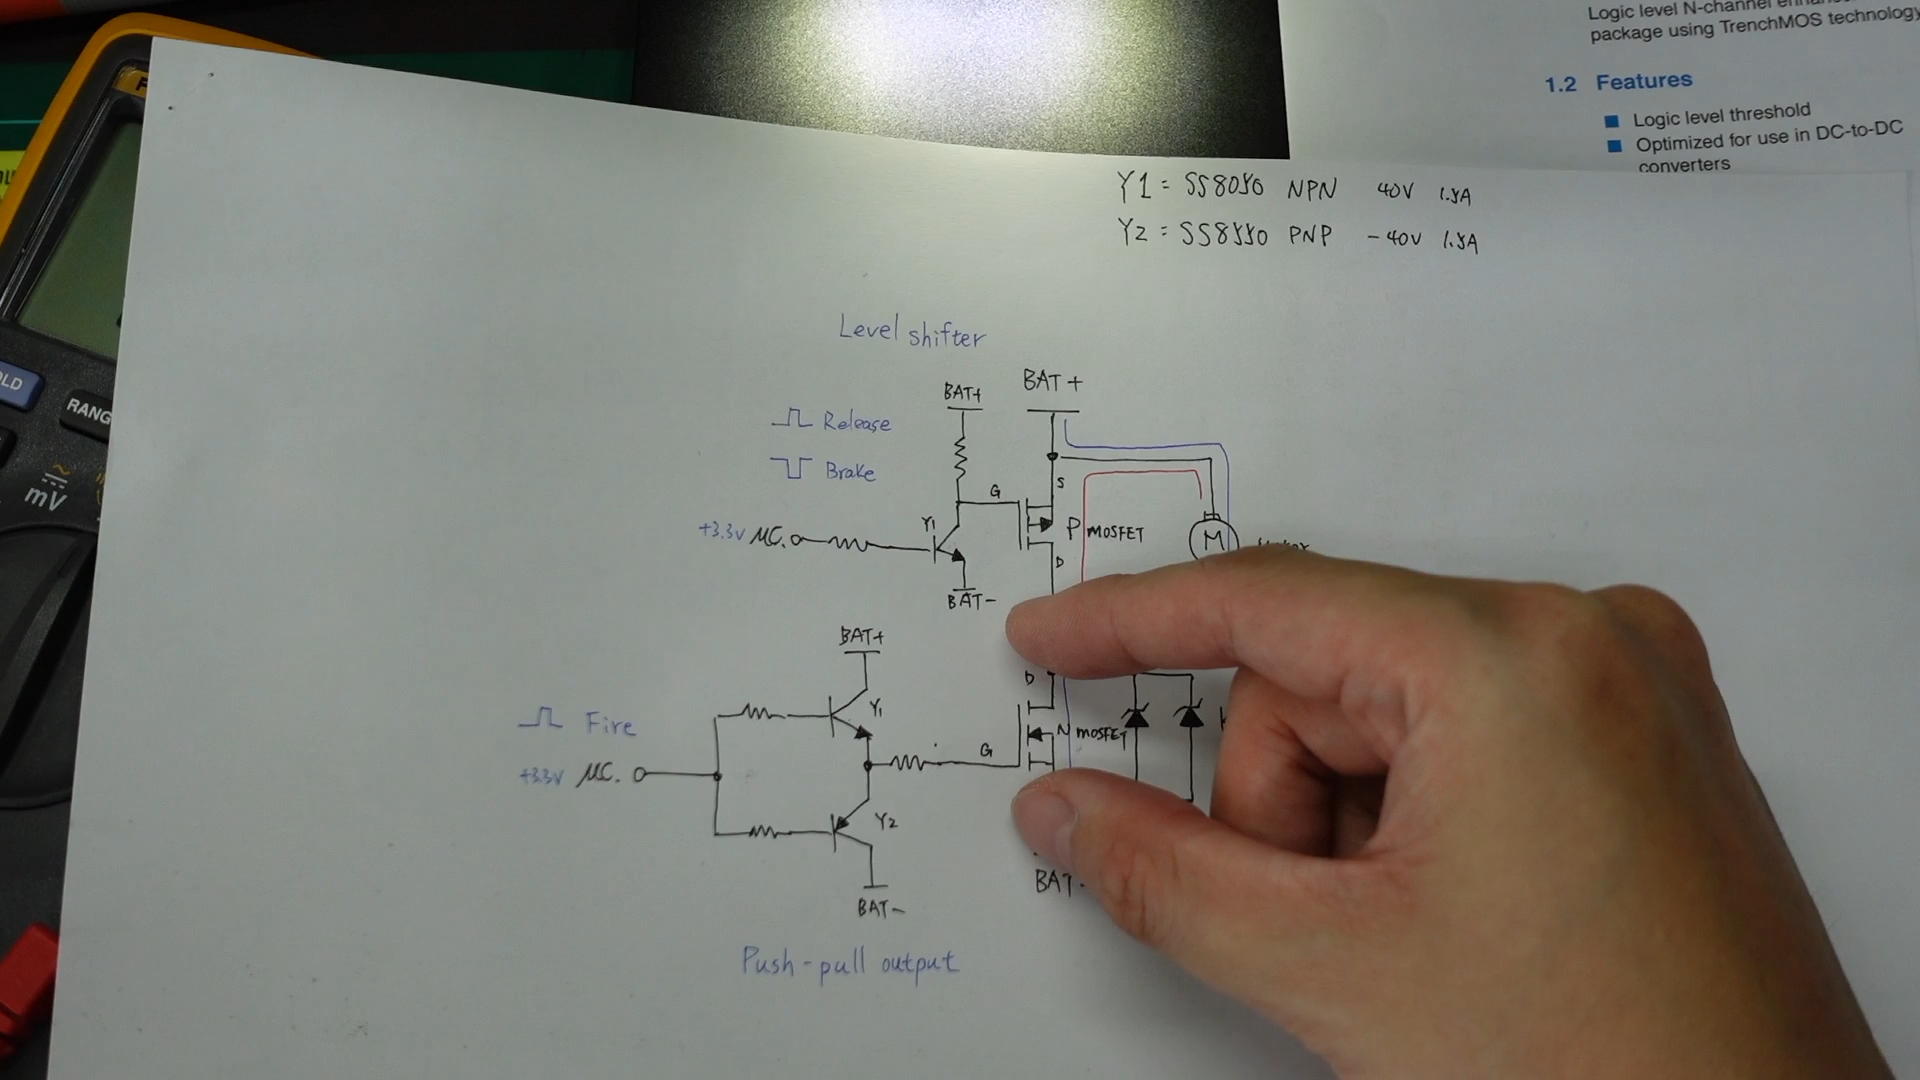 Logic level N-channel
package using TrenchMOS technology
1.2 Features
Logic level threshold
Optimized for use in DC-to-DC
converters
Y1 = SS8050 NPN 40V 1.5A
Y2 = SS8550 PNP -40V 1.5A
Level shifter
BAT+
BAT+
Release
Brake
G
S
Y1
+3.3V MC.
P MOSFET
M
D
BAT-
BAT+
D
Y1
Fire
N MOSFET
G
+3.3V MC.
Y2
BAT-
BAT-
Push-pull output
RANG
mV